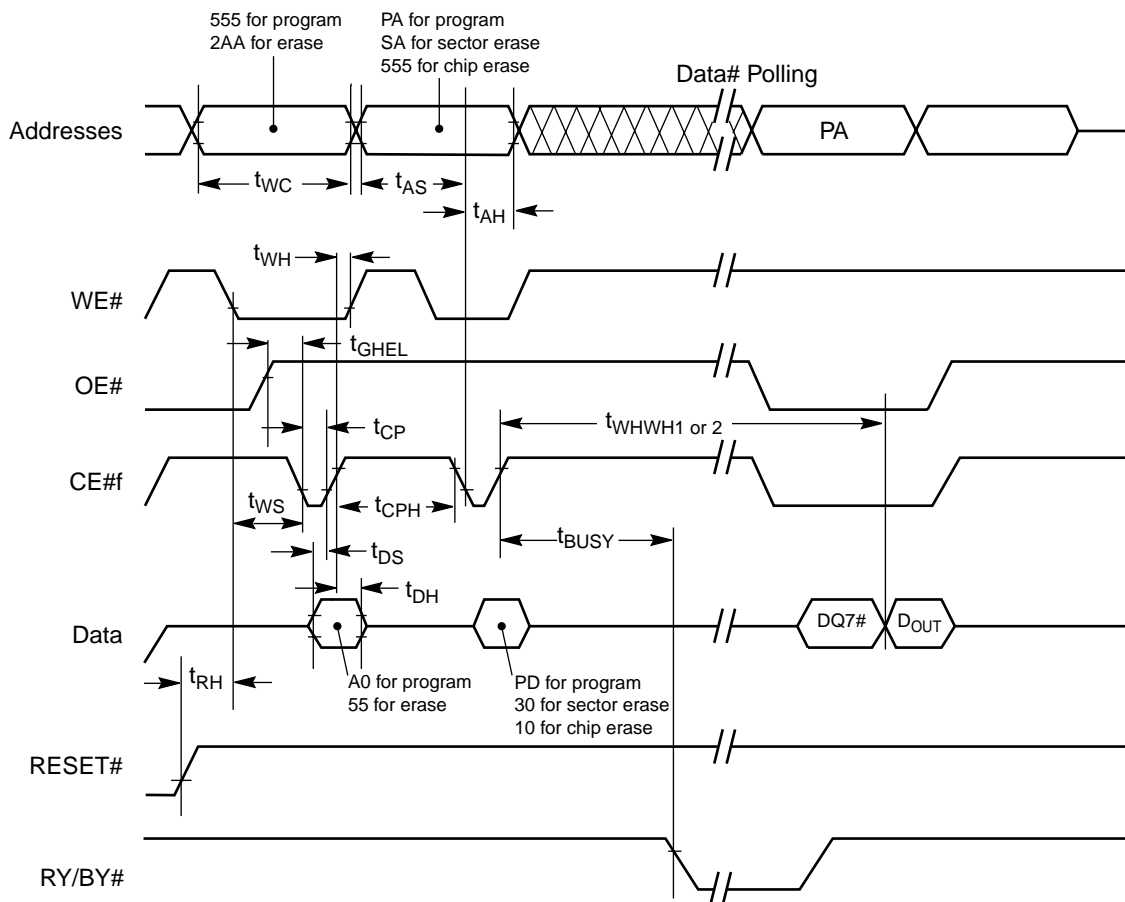 555 for program
2AA for erase
PA for program
SA for sector erase
555 for chip erase
Data# Polling
Addresses
PA
tWC
tAS
tAH
tWH
WE#
tGHEL
OE#
tWHWH1 or 2
tCP
CE#f
tWS
tCPH
tBUSY
tDS
tDH
Data
DQ7#
DOUT
tRH
A0 for program
55 for erase
PD for program
30 for sector erase
10 for chip erase
RESET#
RY/BY#